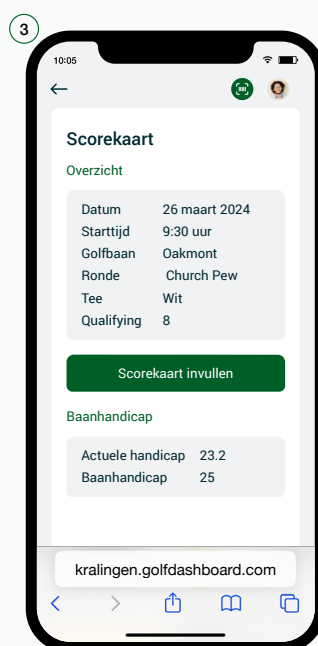 3
10:05
Scorekaart
Overzicht
Datum 26 maart 2024
Starttijd 9:30 uur
Golfbaan Oakmont
Ronde Church Pew
Tee Wit
Qualifying 8
Scorekaart invullen
Baanhandicap
Actuele handicap 23.2
Baanhandicap 25
kralingen.golfdashboard.com